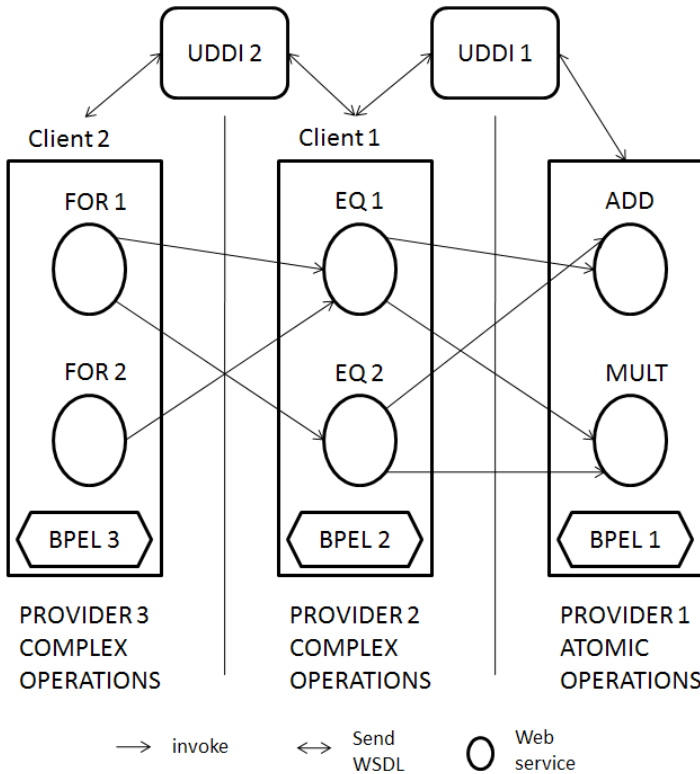 UDDI 2
UDDI 1
Client 2
Client 1
FOR 1
EQ 1
ADD
FOR 2
EQ 2
MULT
BPEL 3
BPEL 2
BPEL 1
PROVIDER 3
COMPLEX
OPERATIONS
PROVIDER 2
COMPLEX
OPERATIONS
PROVIDER 1
ATOMIC
OPERATIONS
invoke
Send
WSDL
Web
service